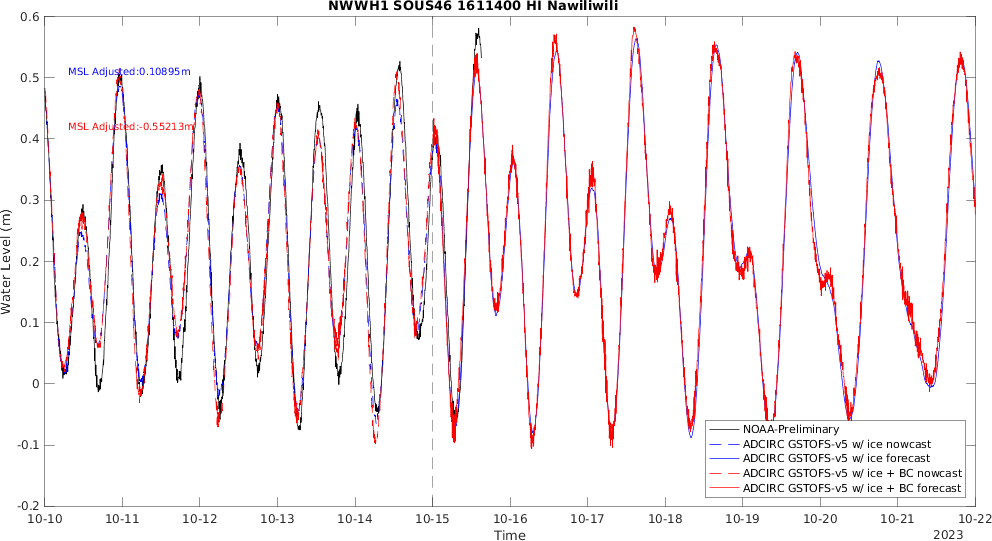 NWWH1 SOUS46 1611400 HI Nawiliwili
0.6
0.5
0.4
0.3
0.2
0.1
0
-0.1
-0.2
Water Level (m)
MSL Adjusted:0.10895m
MSL Adjusted:-0.55213m
NOAA-Preliminary
ADCIRC GSTOFS-v5 w/ ice nowcast
ADCIRC GSTOFS-v5 w/ ice forecast
ADCIRC GSTOFS-v5 w/ ice + BC nowcast
ADCIRC GSTOFS-v5 w/ ice + BC forecast
10-10 10-11 10-12 10-13 10-14 10-15 10-16 10-17 10-18 10-19 10-20 10-21 10-22
Time
2023